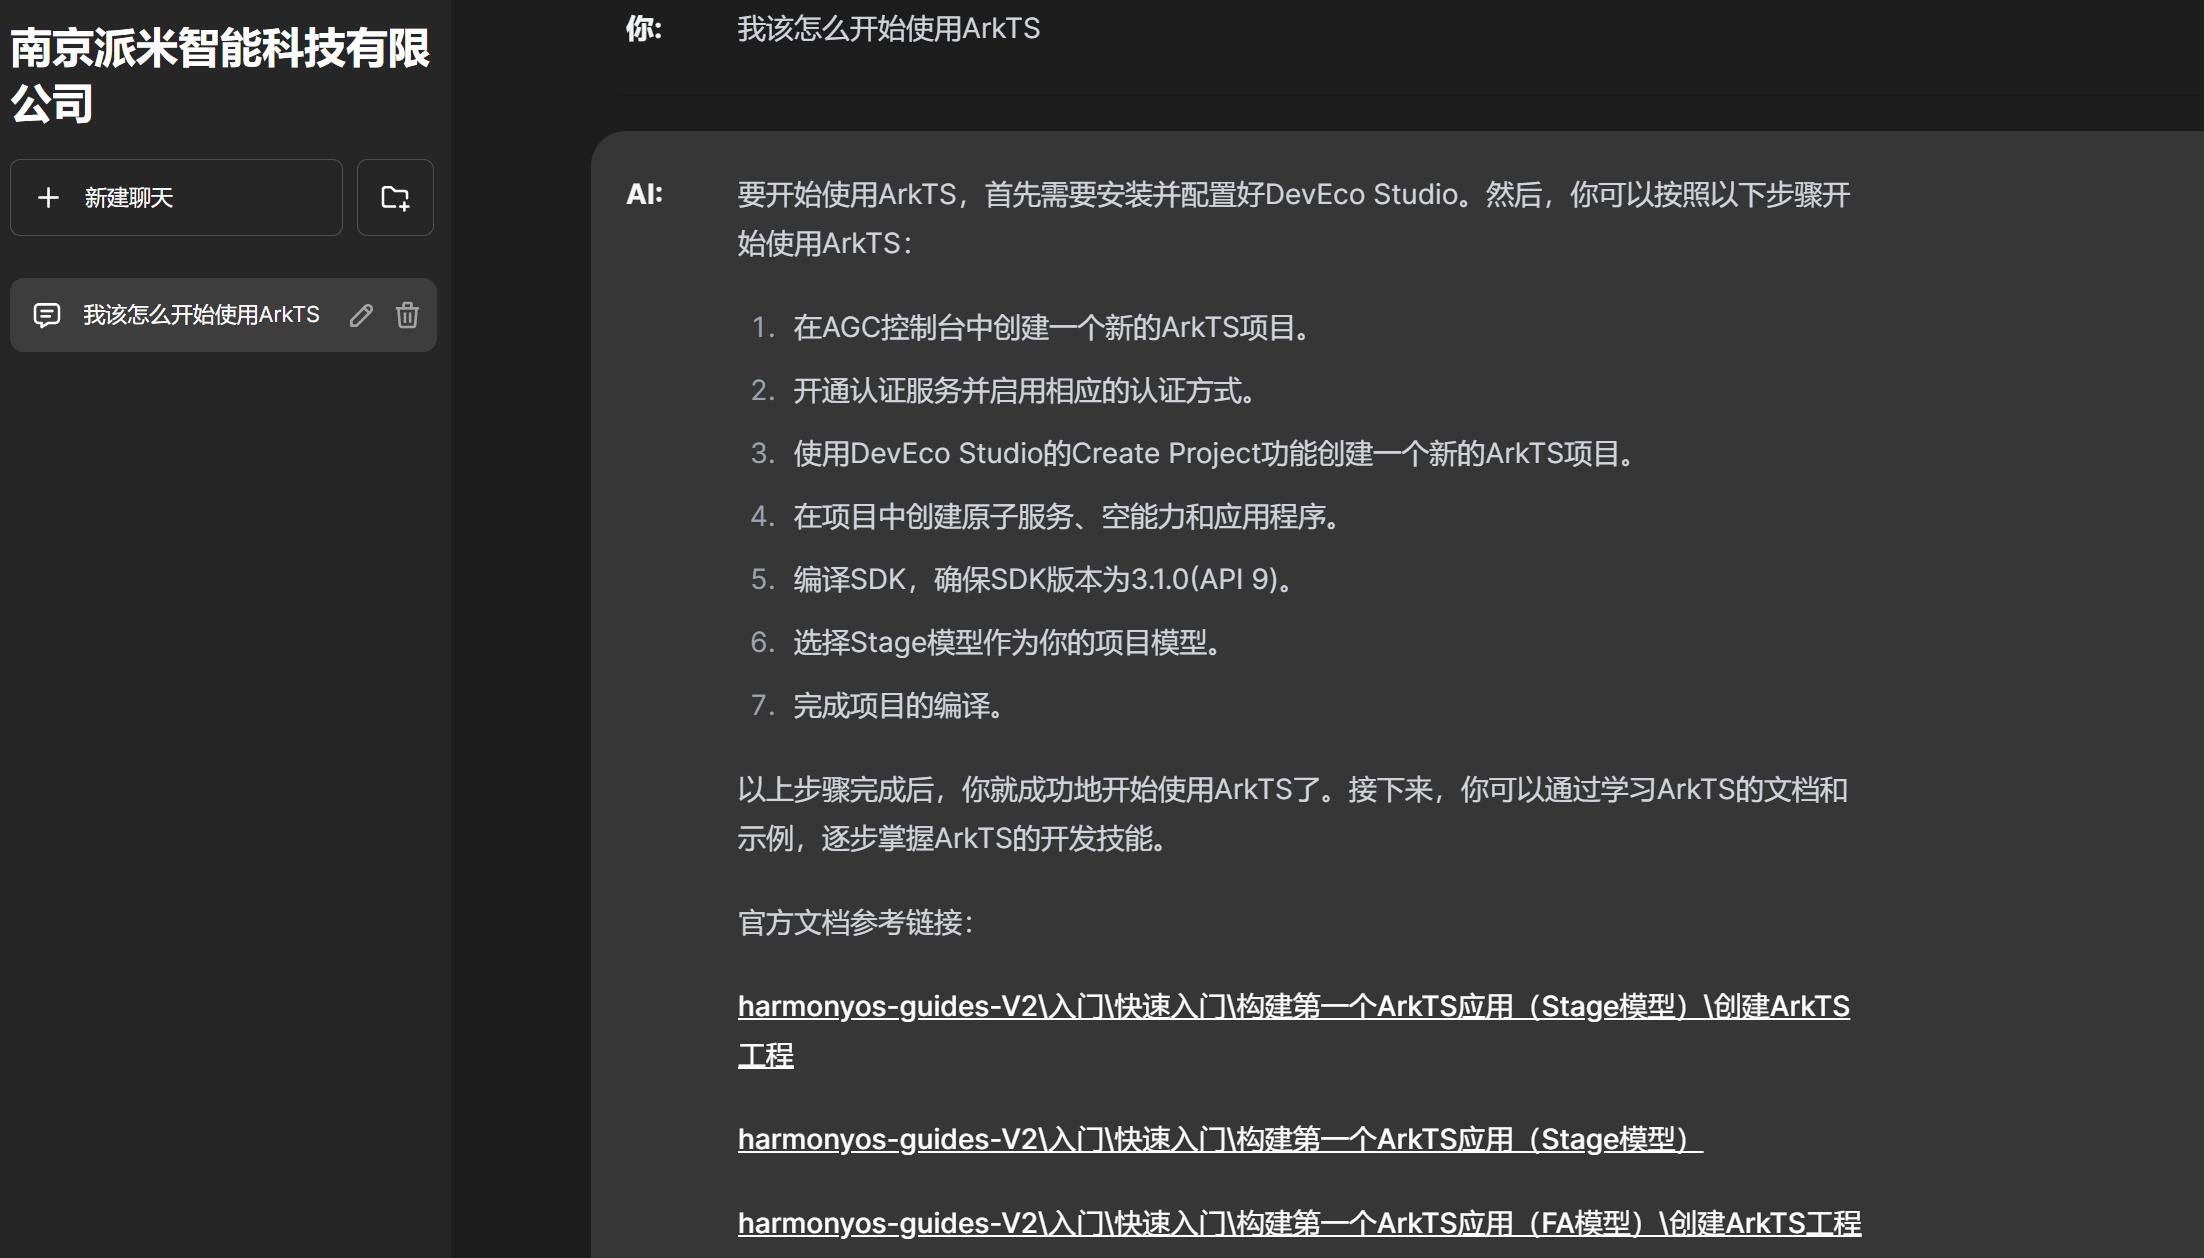 南京派米智能科技有限
公司
新建聊天
我该怎么开始使用ArkTS
你:
我该怎么开始使用ArkTS
AI:
要开始使用ArkTS，首先需要安装并配置好DevEco Studio。然后，你可以按照以下步骤开
始使用ArkTS：
1. 在AGC控制台中创建一个新的ArkTS项目。
2. 开通认证服务并启用相应的认证方式。
3. 使用DevEco Studio的Create Project功能创建一个新的ArkTS项目。
4. 在项目中创建原子服务、空能力和应用程序。
5. 编译SDK，确保SDK版本为3.1.0(API 9)。
6. 选择Stage模型作为你的项目模型。
7. 完成项目的编译。
以上步骤完成后，你就成功地开始使用ArkTS了。接下来，你可以通过学习ArkTS的文档和
示例，逐步掌握ArkTS的开发技能。
官方文档参考链接：
harmonyos-guides-V2\入门\快速入门\构建第一个ArkTS应用（Stage模型）\创建ArkTS
工程
harmonyos-guides-V2\入门\快速入门\构建第一个ArkTS应用（Stage模型）
harmonyos-guides-V2\入门\快速入门\构建第一个ArkTS应用（FA模型）\创建ArkTS工程